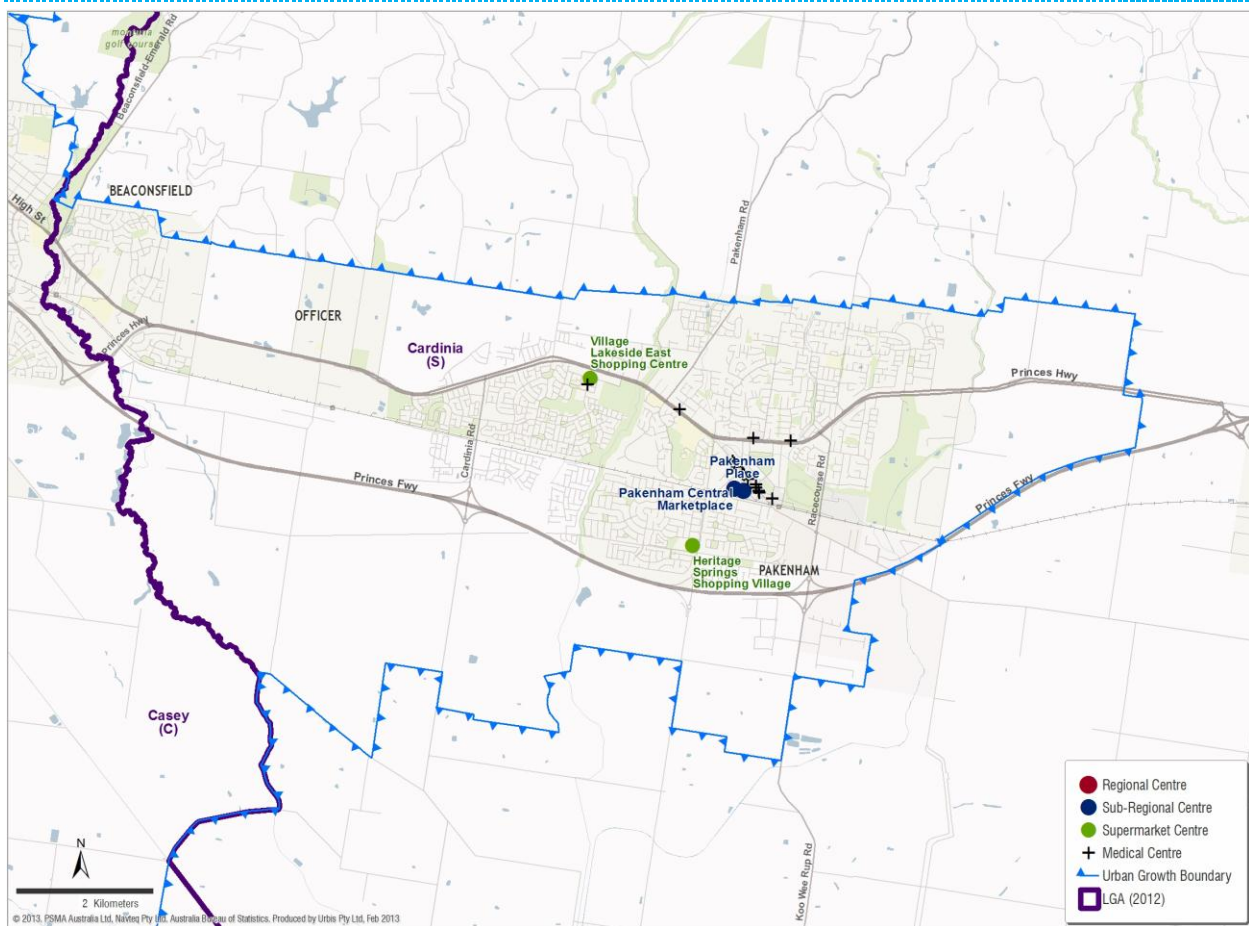 golf course
Beaconsfield-Emerald Rd
BEACONSFIELD
High St
Pakenham Rd
OFFICER
Princes Hwy
Cardinia
(S)
Village
Lakeside East
Shopping Centre
Princes Hwy
Cardinia Rd
Pakenham
Place
Racecourse Rd
Princes Fwy
Pakenham Central
Marketplace
Princes Fwy
Heritage
Springs
Shopping Village
PAKENHAM
Casey
(C)
Koo Wee Rup Rd
Regional Centre
Sub-Regional Centre
Supermarket Centre
Medical Centre
Urban Growth Boundary
LGA (2012)
N
2 Kilometers
© 2013. PSMA Australia Ltd, Navteq Pty Ltd. Australia Bureau of Statistics. Produced by Urbis Pty Ltd, Feb 2013